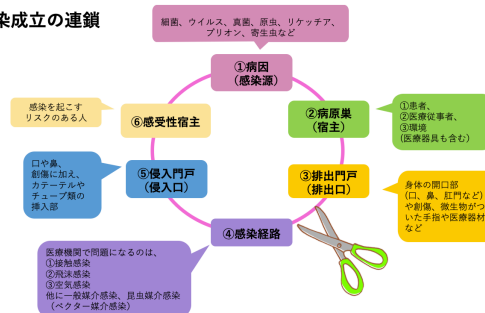 染成立の連鎖
細菌、ウイルス、真菌、原虫、リケッチア、
プリオン、寄生虫など
①病因
（感染源）
感染を起こす
リスクのある人
⑥感受性宿主
②病原巣
（宿主）
①患者、
②医療従事者、
③環境
（医療器具も含む）
口や鼻、
創傷に加え、
カテーテルや
チューブ類の
挿入部
⑤侵入門戸
（侵入口）
③排出門戸
（排出口）
身体の開口部
（口、鼻、肛門など）
や創傷、微生物がつ
いた手指や医療器材
など
④感染経路
医療機関で問題になるのは、
①接触感染
②飛沫感染
③空気感染
他に一般媒介感染、昆虫媒介感染
（ベクター媒介感染）